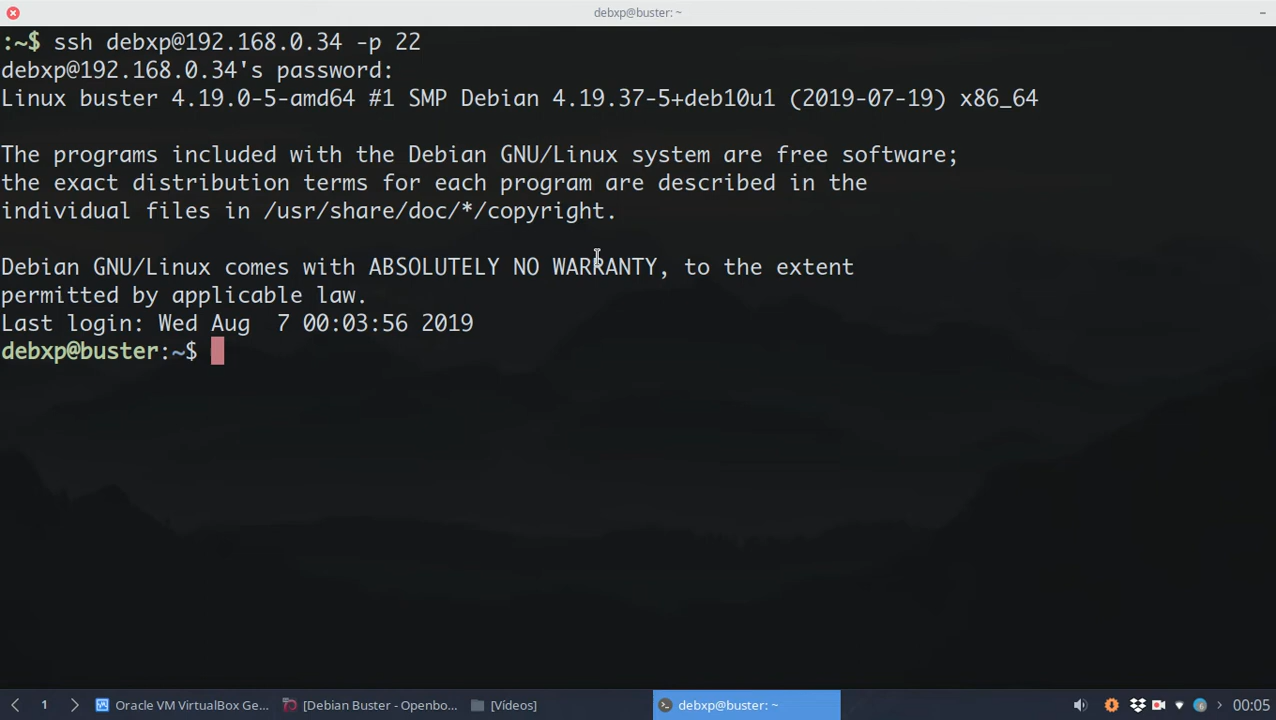 debxp@buster: ~
:~$ ssh debxp@192.168.0.34 -p 22
debxp@192.168.0.34's password:
Linux buster 4.19.0-5-amd64 #1 SMP Debian 4.19.37-5+deb10u1 (2019-07-19) x86_64
The programs included with the Debian GNU/Linux system are free software;
the exact distribution terms for each program are described in the
individual files in /usr/share/doc/*/copyright.
Debian GNU/Linux comes with ABSOLUTELY NO WARRANTY, to the extent
permitted by applicable law.
Last login: Wed Aug  7 00:03:56 2019
debxp@buster:~$
1 Oracle VM VirtualBox Ge... [Debian Buster - Openbo... [Vídeos] debxp@buster: ~ 00:05